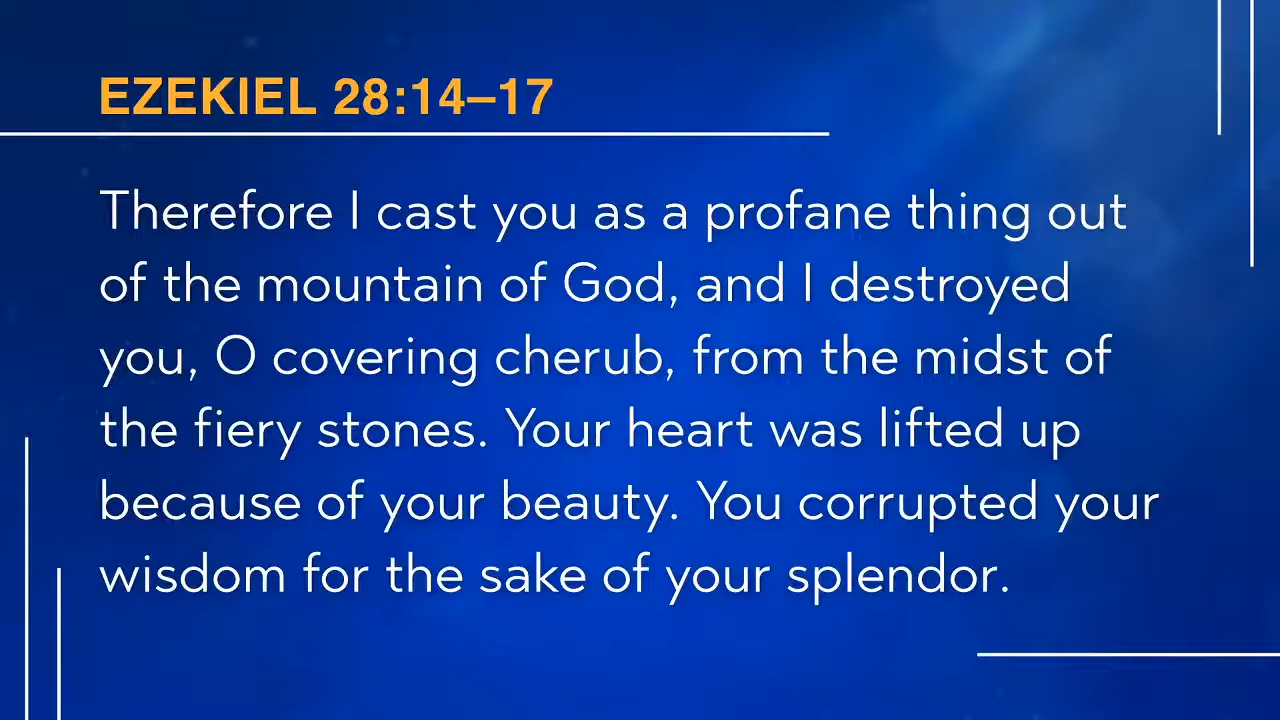 EZEKIEL 28:14–17
Therefore I cast you as a profane thing out
of the mountain of God, and I destroyed
you, O covering cherub, from the midst of
the fiery stones. Your heart was lifted up
because of your beauty. You corrupted your
wisdom for the sake of your splendor.